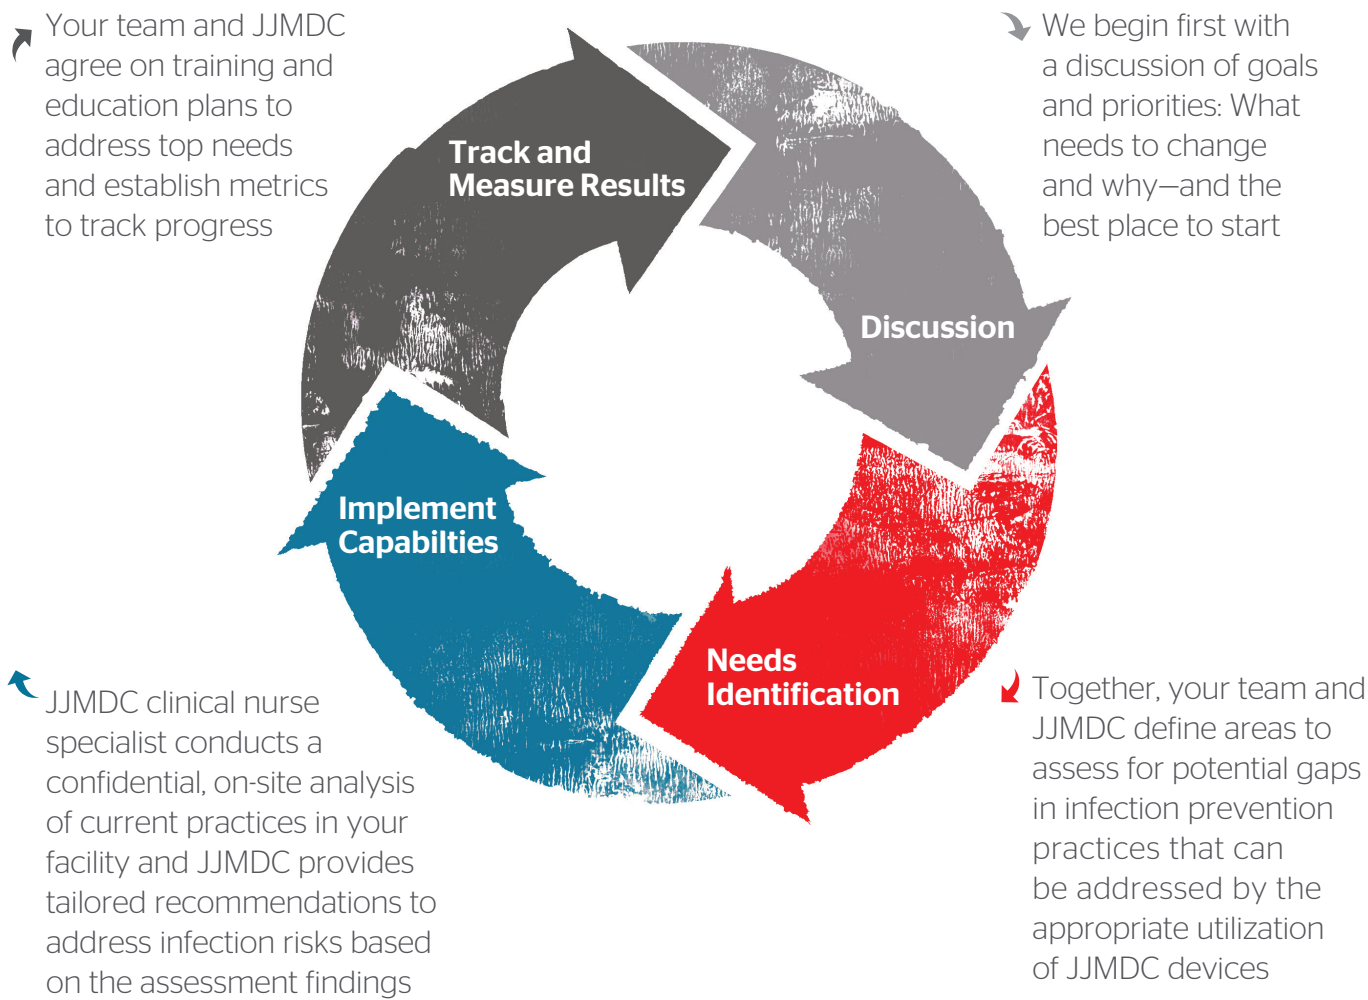 Your team and JJMDC
agree on training and
education plans to
address top needs
and establish metrics
to track progress
We begin first with
a discussion of goals
and priorities: What
needs to change
and why—and the
best place to start
Track and
Measure Results
Discussion
Implement
Capabilties
Needs
Identification
JJMDC clinical nurse
specialist conducts a
confidential, on-site analysis
of current practices in your
facility and JJMDC provides
tailored recommendations to
address infection risks based
on the assessment findings
Together, your team and
JJMDC define areas to
assess for potential gaps
in infection prevention
practices that can
be addressed by the
appropriate utilization
of JJMDC devices